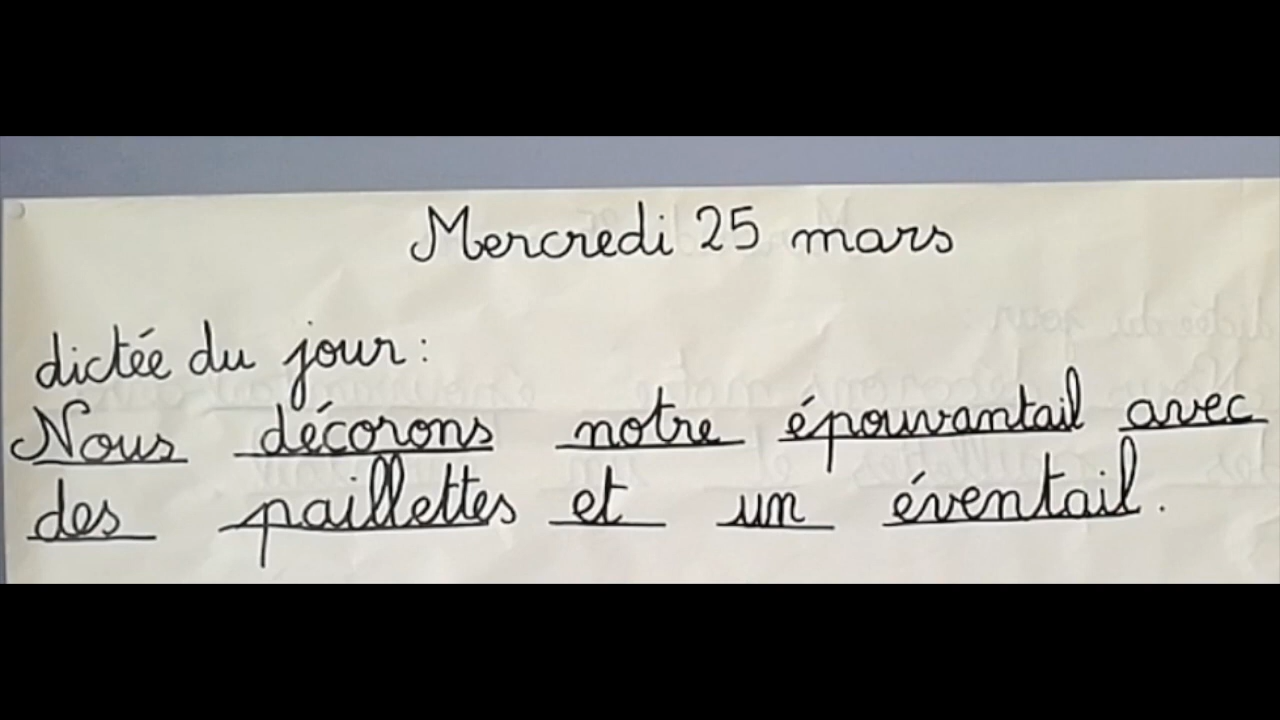 Mercredi 25 mars
dictée du jour :
Nous décorons notre épouvantail avec
des paillettes et un éventail.